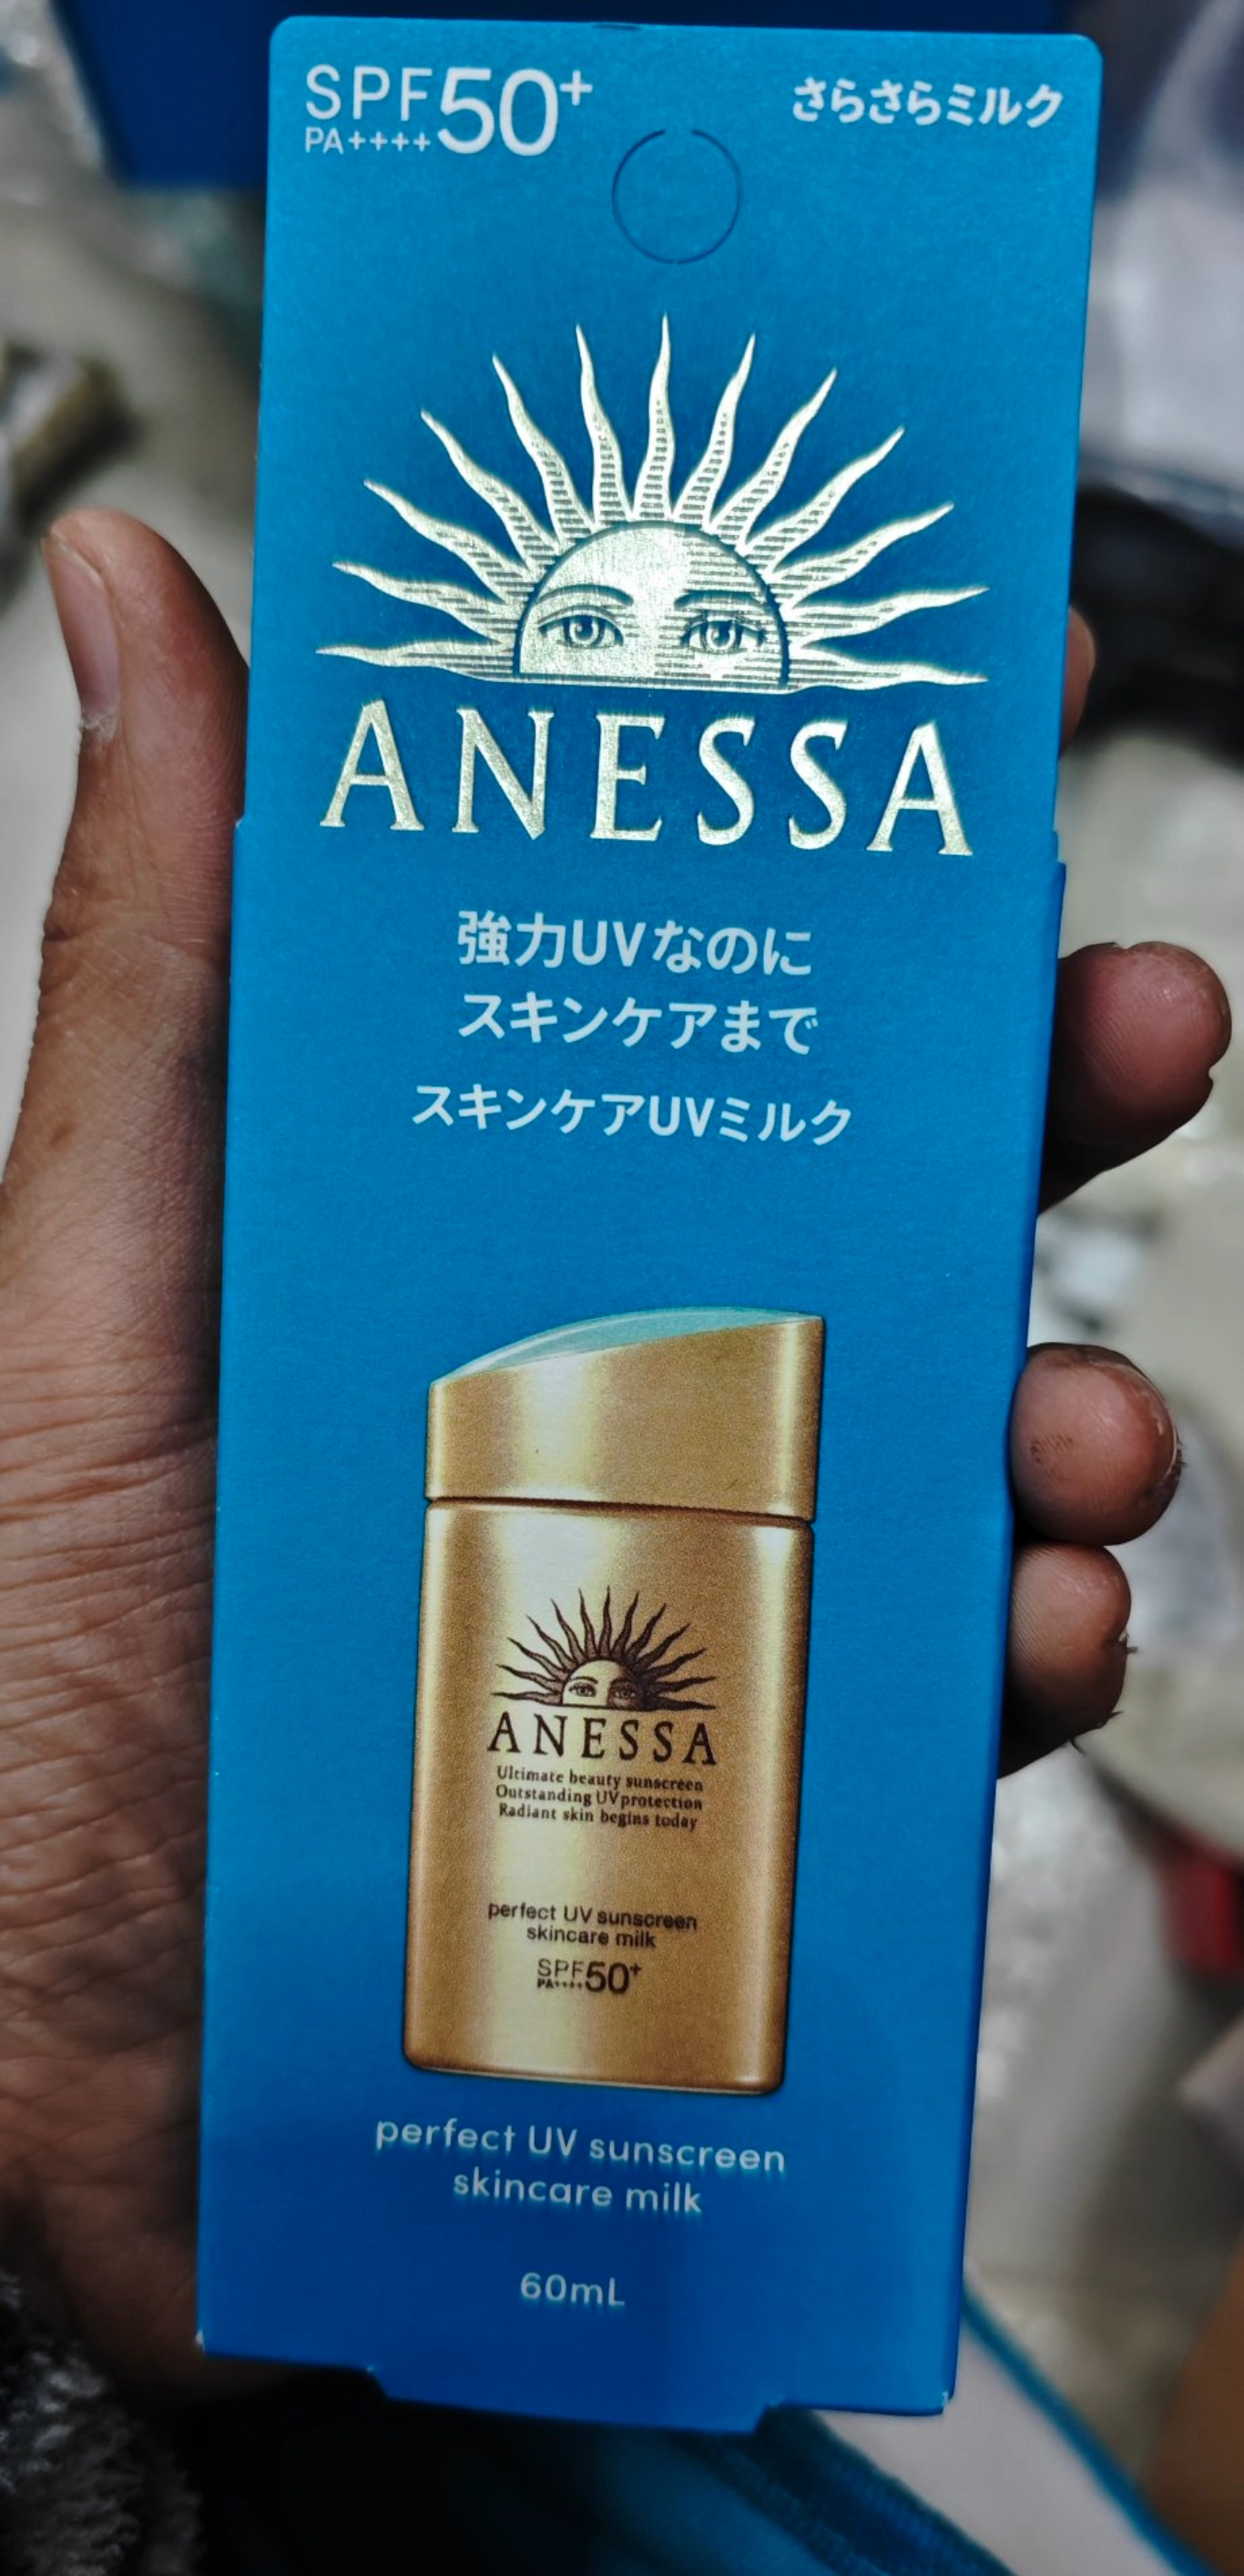 SPF50+
PA++++
さらさらミルク
ANESSA
強力UVなのに
スキンケアまで
スキンケアUVミルク
ANESSA
Ultimate beauty sunscreen
Outstanding UV protection
Radiant skin begins today
perfect UV sunscreen
skincare milk
SPF50+
PA++++
perfect UV sunscreen
skincare milk
60mL